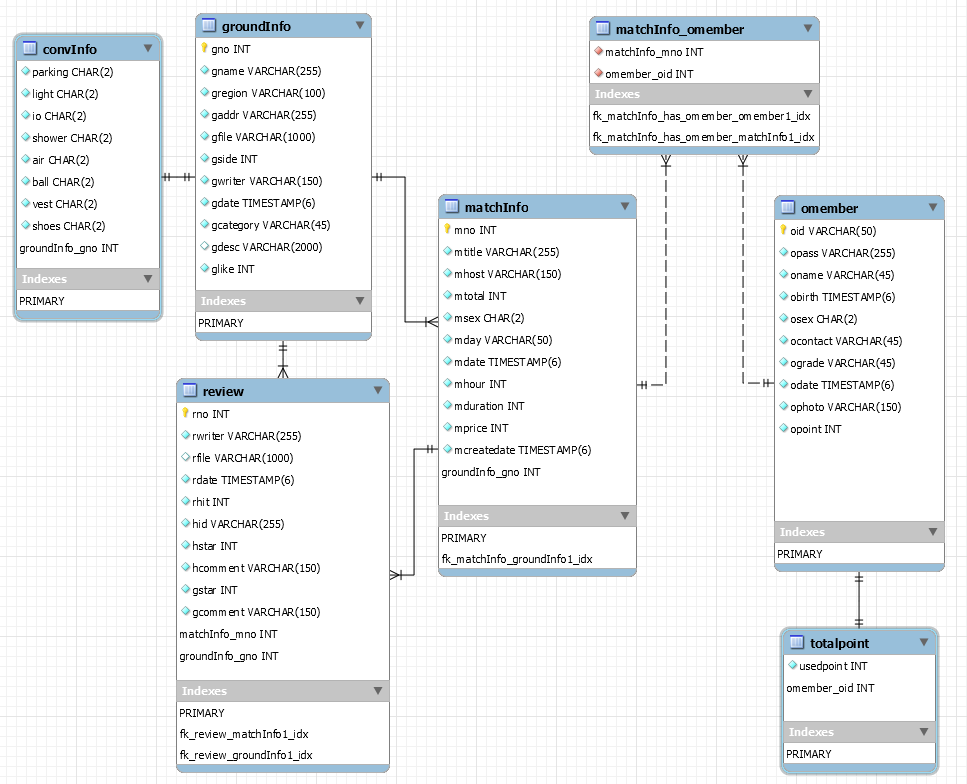 convInfo
parking CHAR(2)
light CHAR(2)
io CHAR(2)
shower CHAR(2)
air CHAR(2)
ball CHAR(2)
vest CHAR(2)
shoes CHAR(2)
groundInfo_gno INT
Indexes
PRIMARY
groundInfo
gno INT
gname VARCHAR(255)
gregion VARCHAR(100)
gaddr VARCHAR(255)
gfile VARCHAR(1000)
gside INT
gwriter VARCHAR(150)
gdate TIMESTAMP(6)
gcategory VARCHAR(45)
gdesc VARCHAR(2000)
glike INT
Indexes
PRIMARY
matchInfo_omember
matchInfo_mno INT
omember_oid INT
Indexes
fk_matchInfo_has_omember_omember1_idx
fk_matchInfo_has_omember_matchInfo1_idx
matchInfo
mno INT
mtitle VARCHAR(255)
mhost VARCHAR(150)
mtotal INT
msex CHAR(2)
mday VARCHAR(50)
mdate TIMESTAMP(6)
mhour INT
mduration INT
mprice INT
mcreatedate TIMESTAMP(6)
groundInfo_gno INT
Indexes
PRIMARY
fk_matchInfo_groundInfo1_idx
omember
oid VARCHAR(50)
opass VARCHAR(255)
oname VARCHAR(45)
obirth TIMESTAMP(6)
osex CHAR(2)
ocontact VARCHAR(45)
ograde VARCHAR(45)
odate TIMESTAMP(6)
ophoto VARCHAR(150)
opoint INT
Indexes
PRIMARY
review
rno INT
rwriter VARCHAR(255)
rfile VARCHAR(1000)
rdate TIMESTAMP(6)
rhit INT
hid VARCHAR(255)
hstar INT
hcomment VARCHAR(150)
gstar INT
gcomment VARCHAR(150)
matchInfo_mno INT
groundInfo_gno INT
Indexes
PRIMARY
fk_review_matchInfo1_idx
fk_review_groundInfo1_idx
totalpoint
usedpoint INT
omember_oid INT
Indexes
PRIMARY